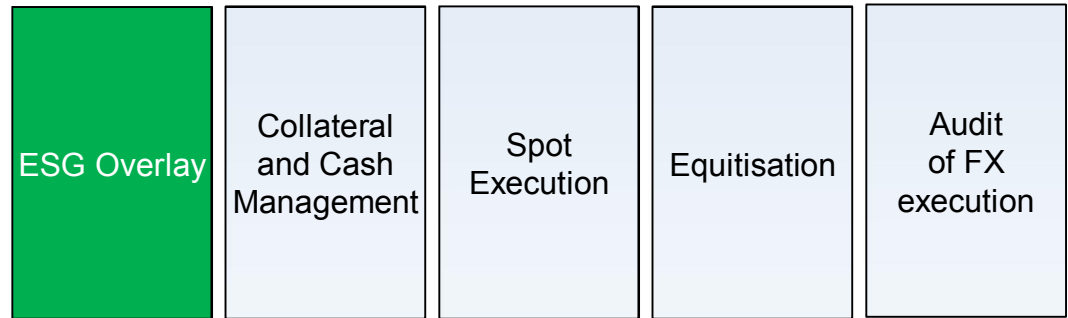 ESG Overlay
Collateral
and Cash
Management
Spot
Execution
Equitisation
Audit
of FX
execution